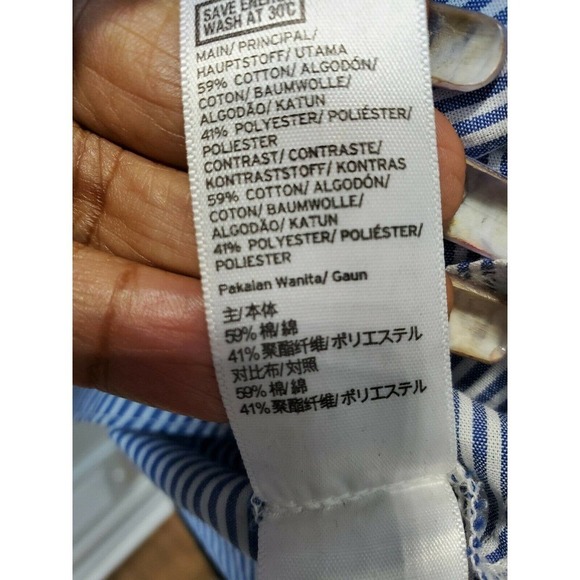 SAVE ENERGY
WASH AT 30°C
MAIN/ PRINCIPAL/
HAUPTSTOFF/ UTAMA
59% COTTON/ ALGODÓN/
COTON/ BAUMWOLLE/
ALGODÃO/ KATUN
41% POLYESTER/ POLIÉSTER/
POLIESTER
CONTRAST/ CONTRASTE/
KONTRASTSTOFF/ KONTRAS
59% COTTON/ ALGODÓN/
COTON/ BAUMWOLLE/
ALGODÃO/ KATUN
41% POLYESTER/ POLIÉSTER/
POLIESTER
Pakaian Wanita/ Gaun
主/本体
59% 棉/綿
41% 聚酯纤维/ポリエステル
对比布/対照
59% 棉/綿
41% 聚酯纤维/ポリエステル